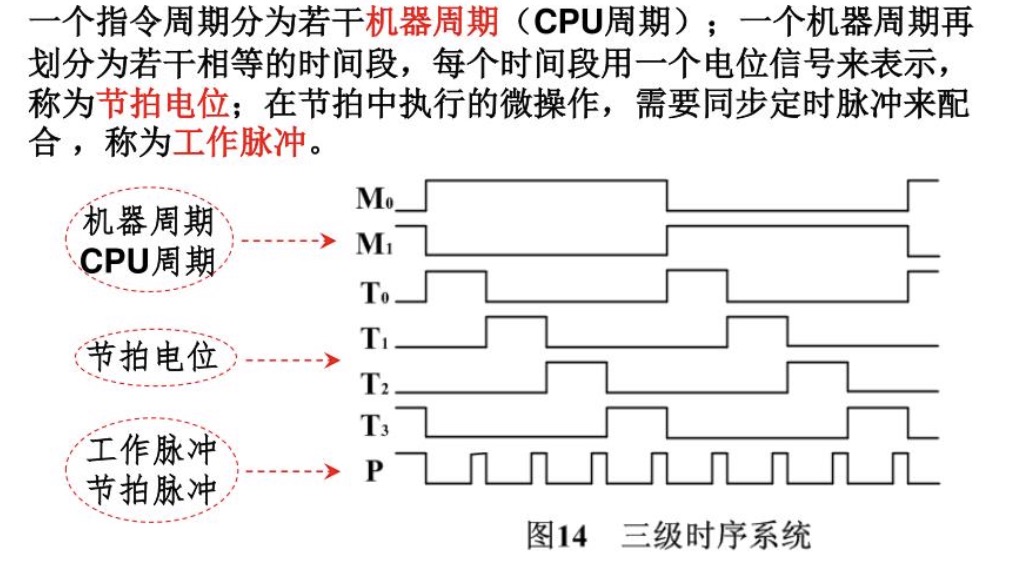 一个指令周期分为若干机器周期（CPU周期）；一个机器周期再
划分为若干相等的时间段，每个时间段用一个电位信号来表示，
称为节拍电位；在节拍中执行的微操作，需要同步定时脉冲来配
合，称为工作脉冲。
机器周期
CPU周期
节拍电位
工作脉冲
节拍脉冲
M₀
M₁
T₀
T₁
T₂
T₃
P
图14 三级时序系统